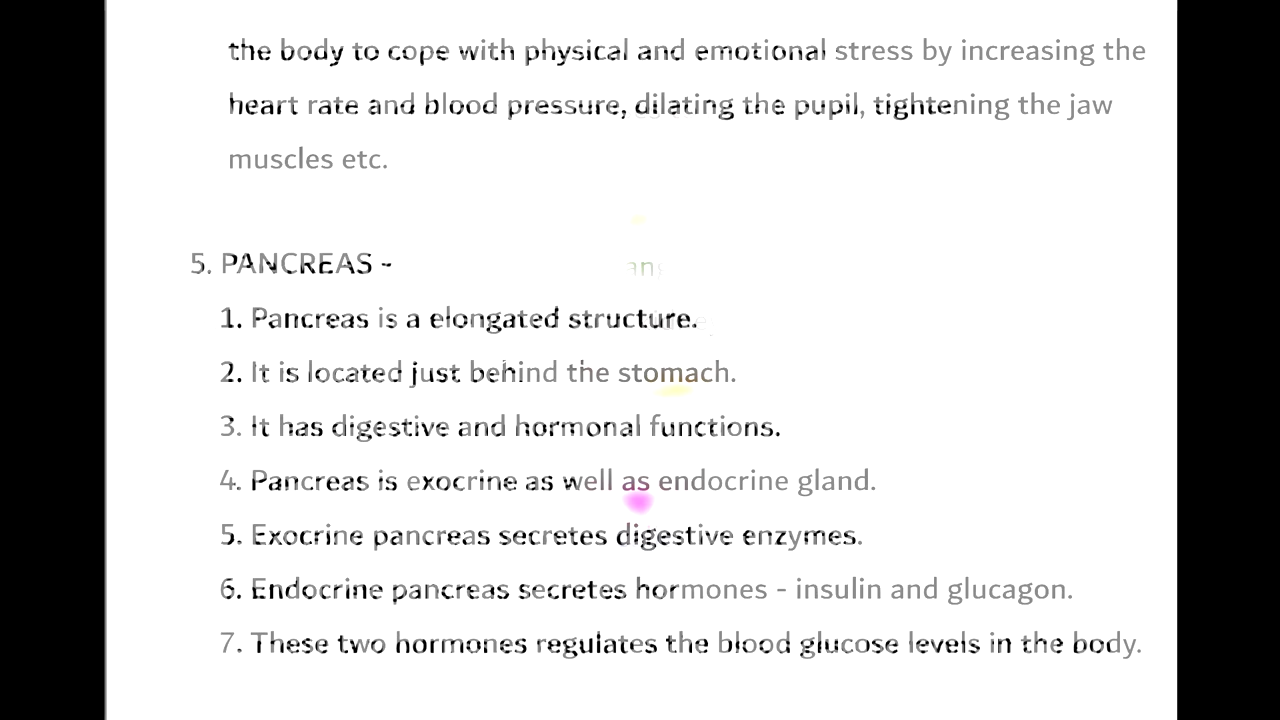 the body to cope with physical and emotional stress by increasing the
heart rate and blood pressure, dilating the pupil, tightening the jaw
muscles etc.
5. PANCREAS -
1. Pancreas is a elongated structure.
2. It is located just behind the stomach.
3. It has digestive and hormonal functions.
4. Pancreas is exocrine as well as endocrine gland.
5. Exocrine pancreas secretes digestive enzymes.
6. Endocrine pancreas secretes hormones - insulin and glucagon.
7. These two hormones regulates the blood glucose levels in the body.